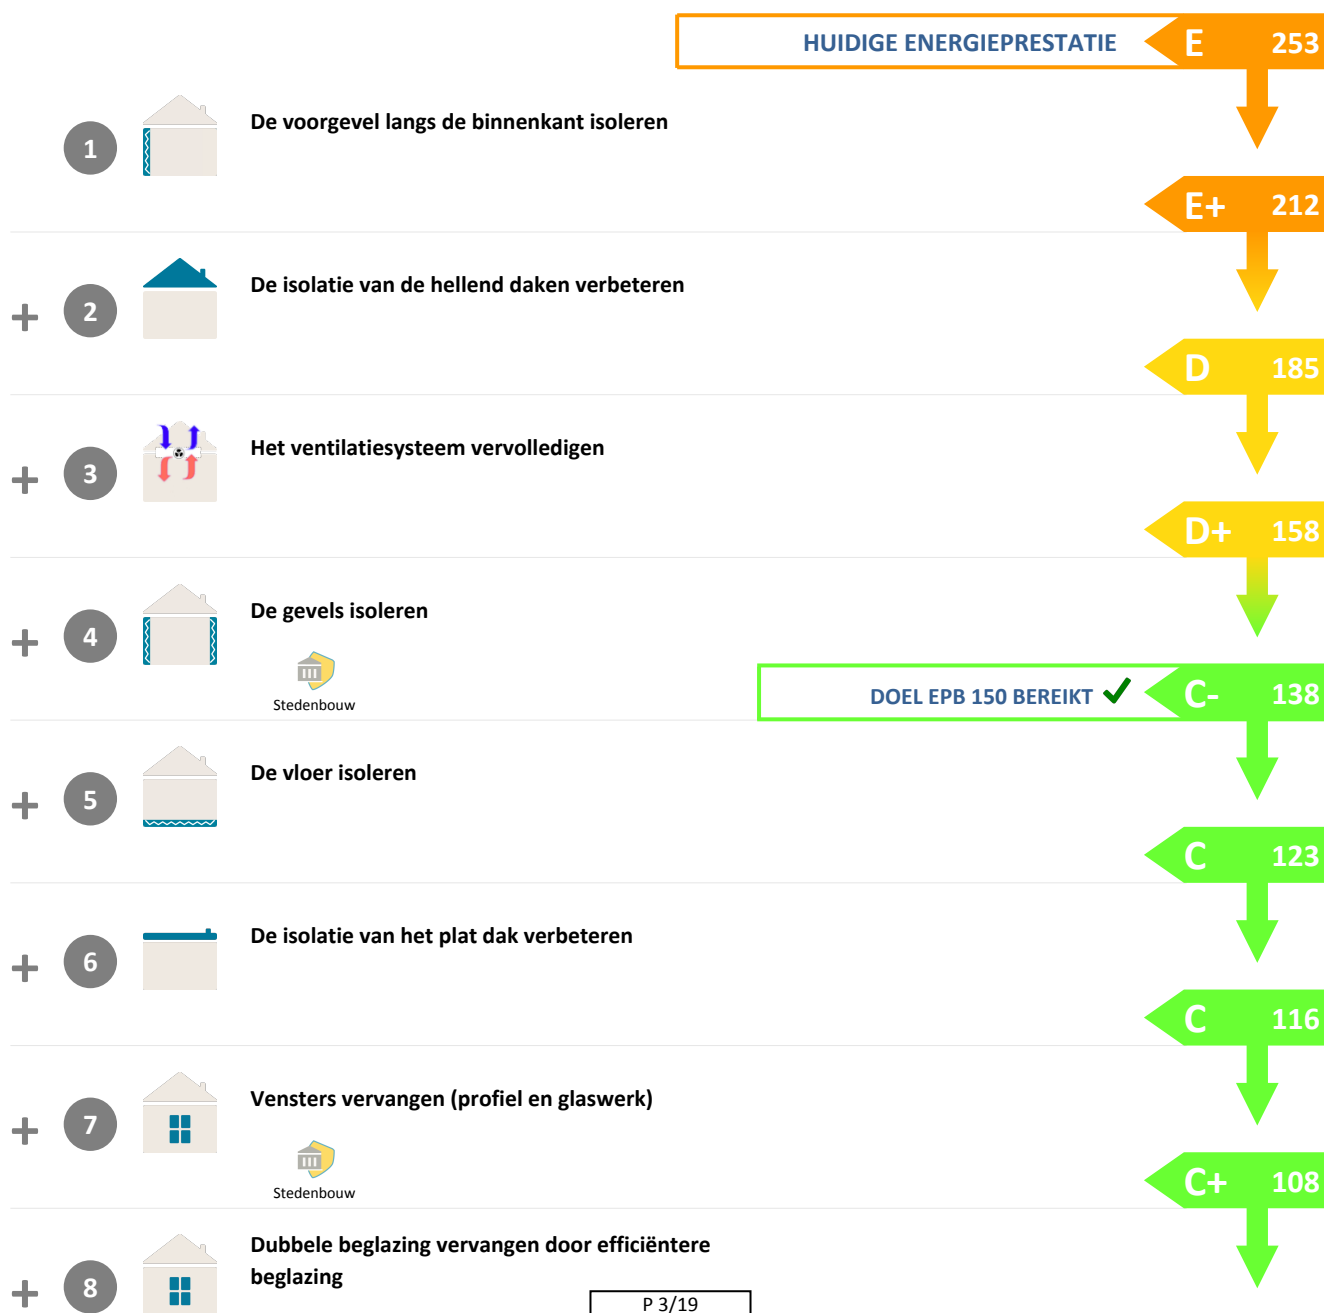 HUIDIGE ENERGIEPRESTATIE E 253
1 De voorgevel langs de binnenkant isoleren
E+ 212
+ 2 De isolatie van de hellend daken verbeteren
D 185
+ 3 Het ventilatiesysteem vervolledigen
D+ 158
+ 4 De gevels isoleren
Stedenbouw
DOEL EPB 150 BEREIKT ✔ C- 138
+ 5 De vloer isoleren
C 123
+ 6 De isolatie van het plat dak verbeteren
C 116
+ 7 Vensters vervangen (profiel en glaswerk)
Stedenbouw
C+ 108
+ 8 Dubbele beglazing vervangen door efficiëntere
beglazing
P 3/19